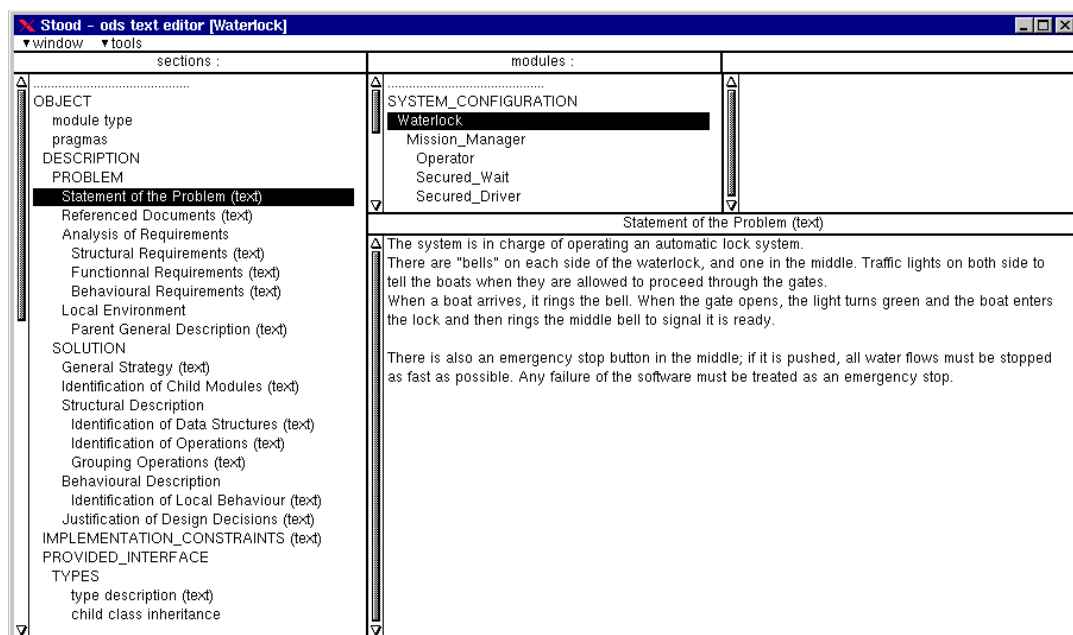 Stood - ods text editor [Waterlock]
window tools
sections :
modules :
........................................
OBJECT
module type
pragmas
DESCRIPTION
PROBLEM
Statement of the Problem (text)
Referenced Documents (text)
Analysis of Requirements
Structural Requirements (text)
Functionnal Requirements (text)
Behavioural Requirements (text)
Local Environment
Parent General Description (text)
SOLUTION
General Strategy (text)
Identification of Child Modules (text)
Structural Description
Identification of Data Structures (text)
Identification of Operations (text)
Grouping Operations (text)
Behavioural Description
Identification of Local Behaviour (text)
Justification of Design Decisions (text)
IMPLEMENTATION_CONSTRAINTS (text)
PROVIDED_INTERFACE
TYPES
type description (text)
child class inheritance
........................................
SYSTEM_CONFIGURATION
Waterlock
Mission_Manager
Operator
Secured_Wait
Secured_Driver
Statement of the Problem (text)
The system is in charge of operating an automatic lock system.
There are "bells" on each side of the waterlock, and one in the middle. Traffic lights on both side to
tell the boats when they are allowed to proceed through the gates.
When a boat arrives, it rings the bell. When the gate opens, the light turns green and the boat enters
the lock and then rings the middle bell to signal it is ready.
There is also an emergency stop button in the middle; if it is pushed, all water flows must be stopped
as fast as possible. Any failure of the software must be treated as an emergency stop.